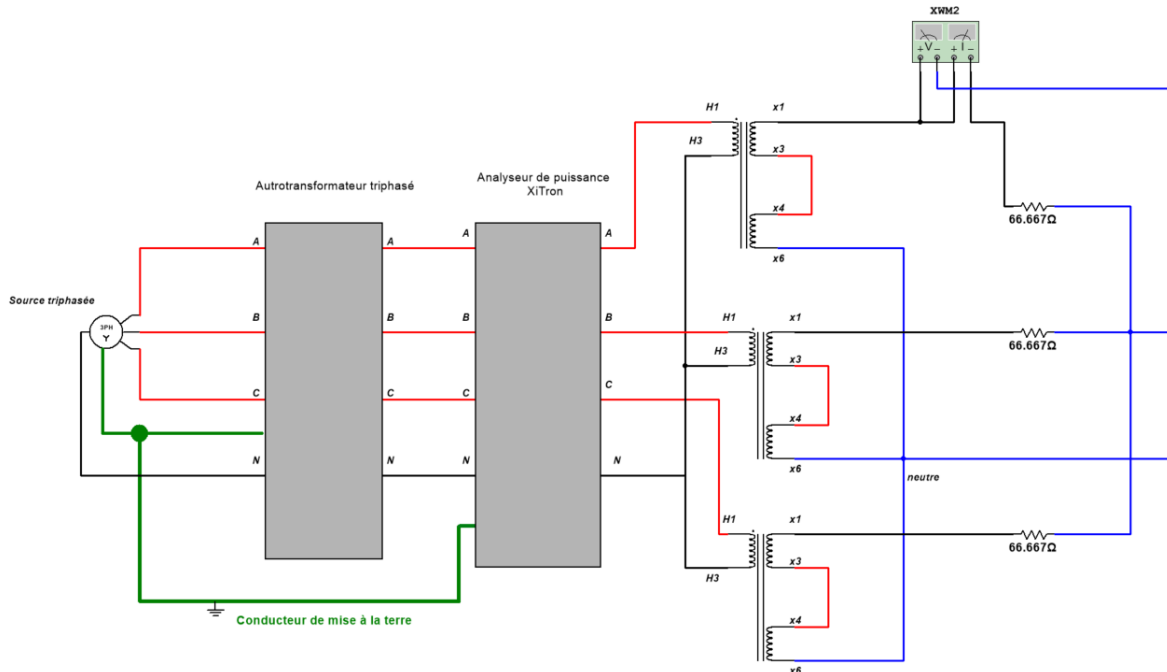 XWM2
+ V - + I -
H1
x1
H3
x3
Autrotransformateur triphasé
Analyseur de puissance
XiTron
x4
66.667Ω
A
A
A
A
x6
Source triphasée
3PH
Y
B
B
B
B
H1
x1
H3
x3
66.667Ω
C
C
C
C
x4
N
N
N
N
x6
neutre
H1
x1
66.667Ω
x3
H3
Conducteur de mise à la terre
x4
x6